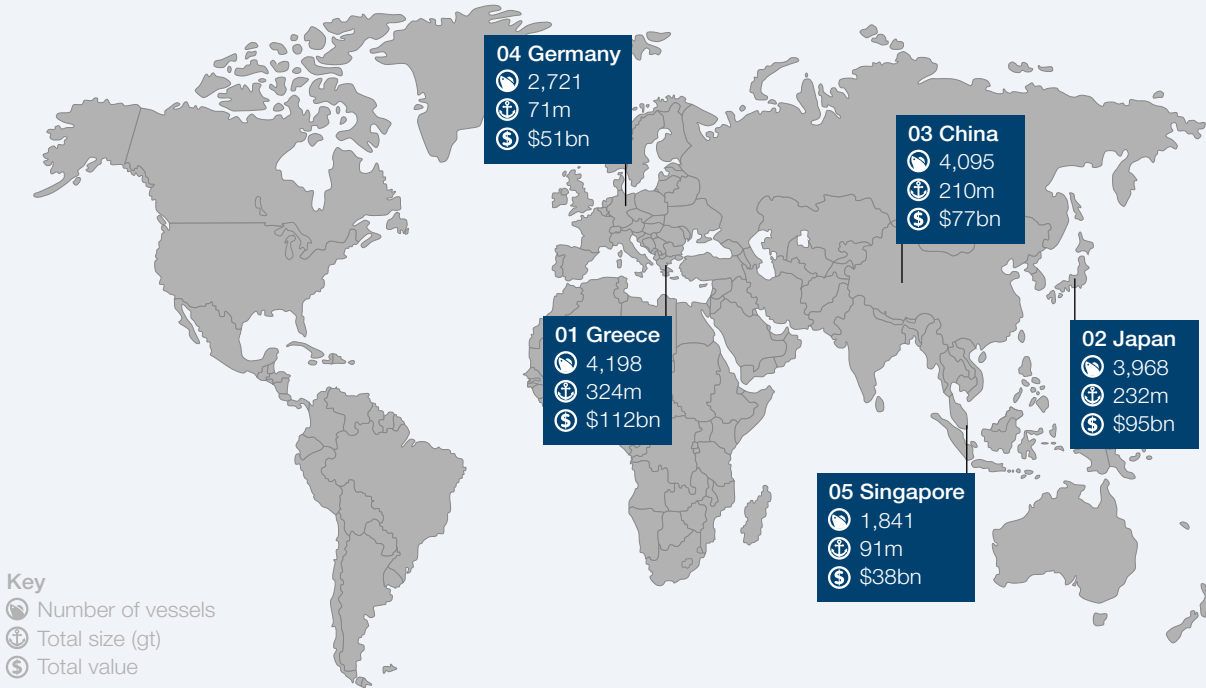 04 Germany
2,721
71m
$51bn
03 China
4,095
210m
$77bn
01 Greece
4,198
324m
$112bn
02 Japan
3,968
232m
$95bn
05 Singapore
1,841
91m
$38bn
Key
Number of vessels
Total size (gt)
$ Total value